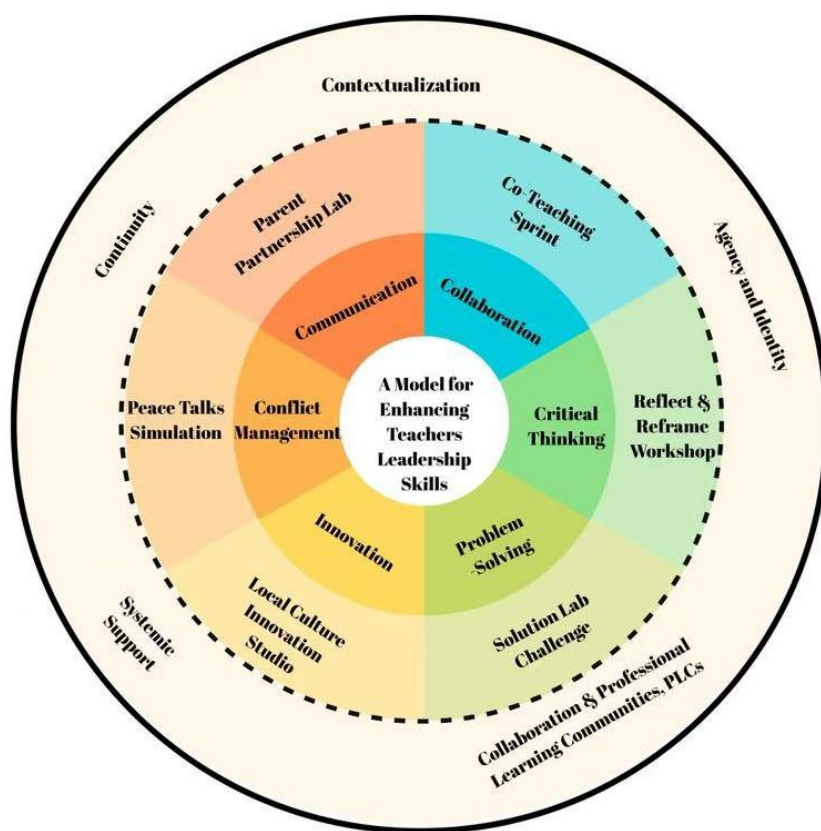 Contextualization
Continuity
Agency and Identity
Parent
Partnership Lab
Co-Teaching
Sprint
Communication
Collaboration
Peace Talks
Simulation
Conflict
Management
A Model for
Enhancing
Teachers
Leadership
Skills
Critical
Thinking
Reflect &
Reframe
Workshop
Innovation
Problem
-Solving
Local Culture
Innovation
Studio
Solution Lab
Challenge
Systemic
Support
Collaboration & Professional
Learning Communities, PLCs